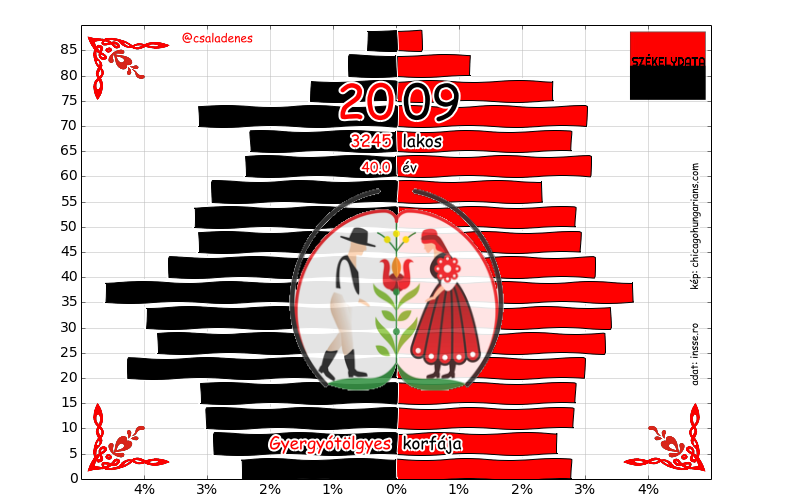 @csaladenes
SZÉKELYDATA
2009
3245 lakos
40.0 év
kép: chicagohungarians.com
adat: insse.ro
Gyergyótölgyes korfája
85
80
75
70
65
60
55
50
45
40
35
30
25
20
15
10
5
0
4% 3% 2% 1% 0% 1% 2% 3% 4%